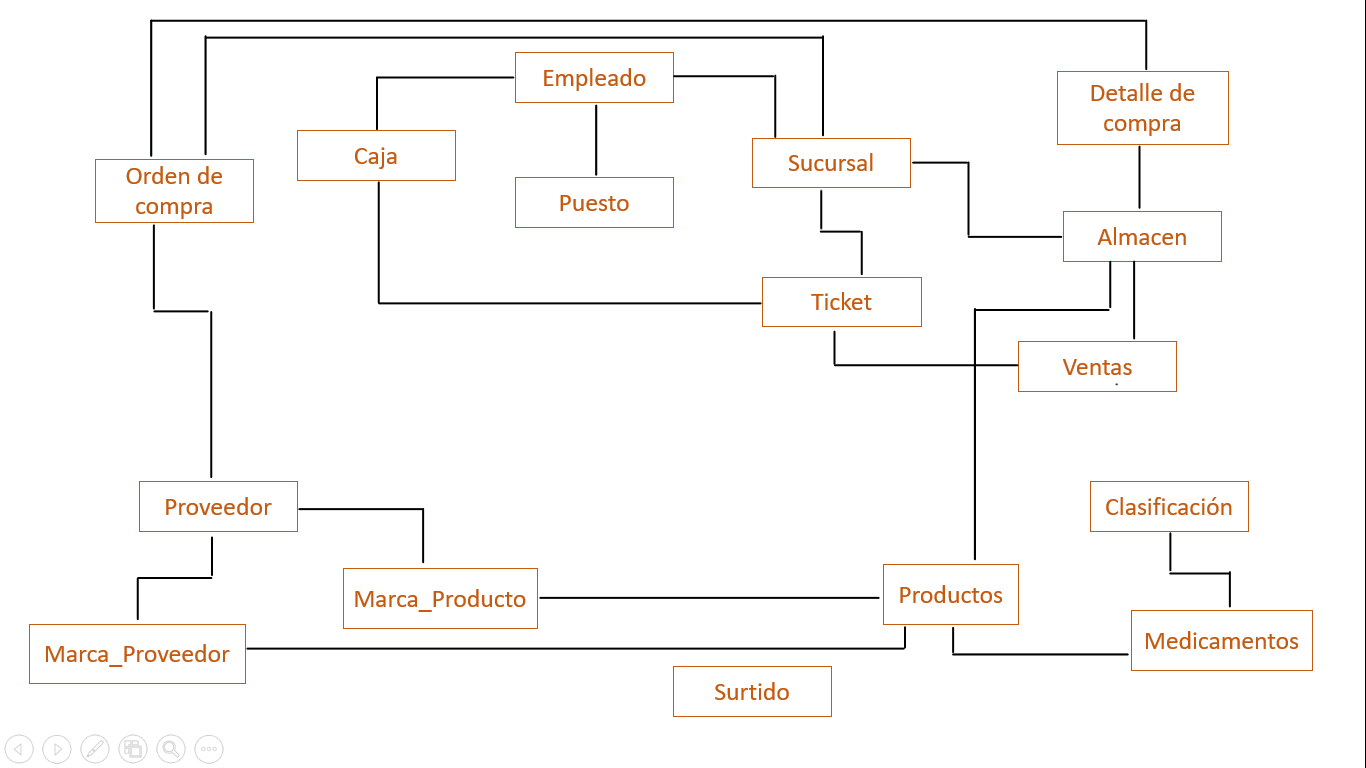 Empleado
Detalle de
compra
Caja
Sucursal
Orden de
compra
Puesto
Almacen
Ticket
Ventas
Proveedor
Clasificación
Marca_Producto
Productos
Medicamentos
Marca_Proveedor
Surtido